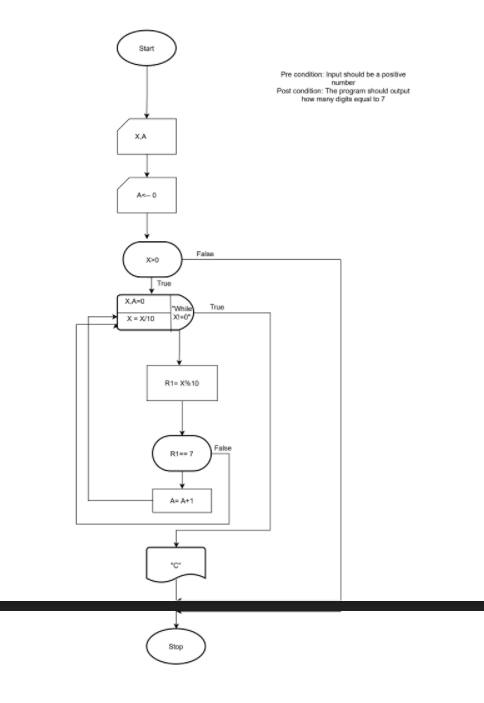 Start
Pre condition: Input should be a positive
number
Post condition: The program should output
how many digits equal to 7
X,A
A<-- 0
X>0
False
True
X,A=0
X = X/10
"While
X!=0"
True
R1= X%10
R1== 7
False
A= A+1
"C"
Stop